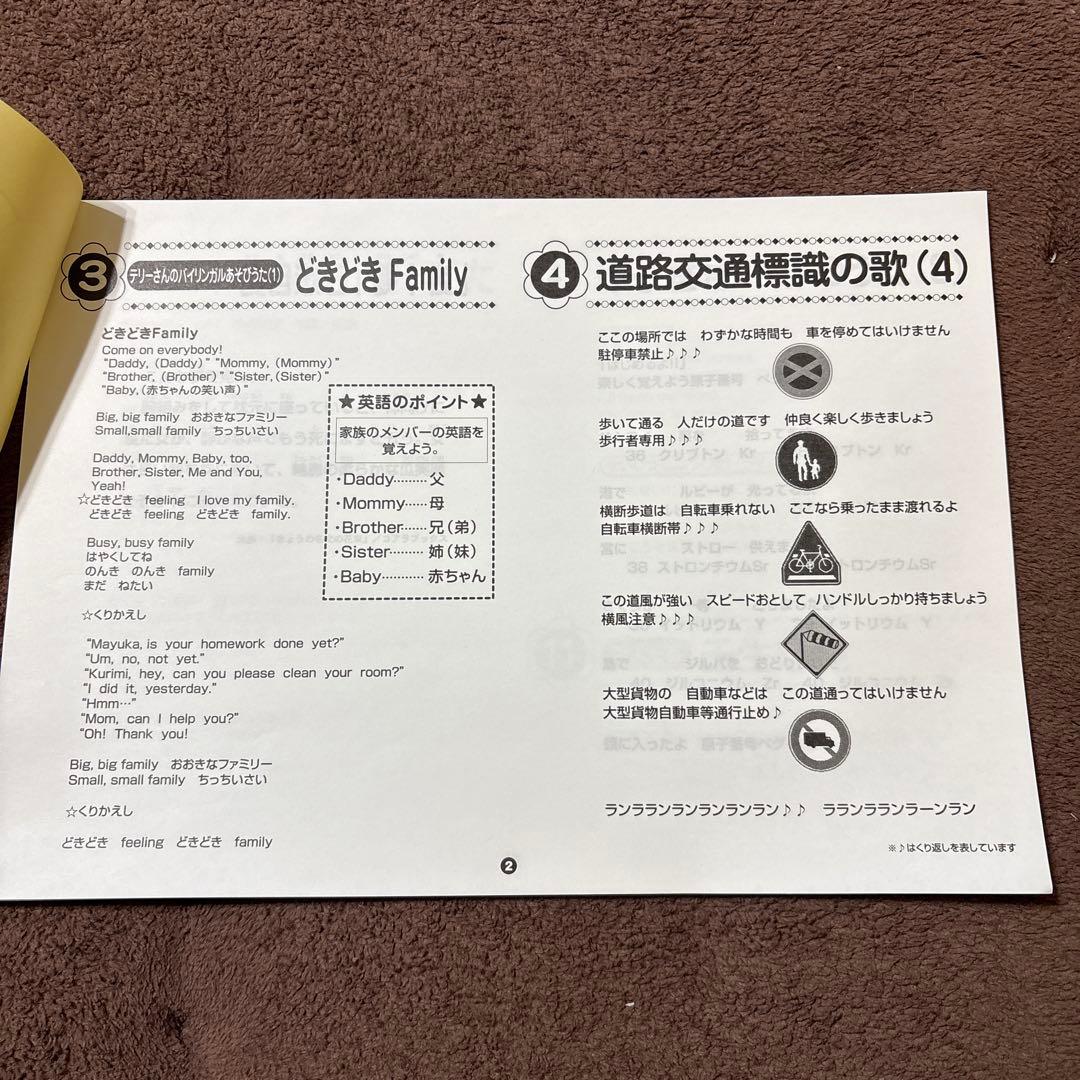 3 テリーさんのバイリンガルあそびうた(1) どきどき Family
どきどきFamily
Come on everybody!
"Daddy, (Daddy)" "Mommy, (Mommy)"
"Brother, (Brother)" "Sister, (Sister)"
"Baby, (赤ちゃんの笑い声)"
Big, big family おおきなファミリー
Small,small family ちっちいさい
Daddy, Mommy, Baby, too,
Brother, Sister, Me and You,
Yeah!
☆どきどき feeling I love my family.
どきどき feeling どきどき family.
Busy, busy family
はやくしてね
のんき のんき family
まだ ねたい
☆くりかえし
"Mayuka, is your homework done yet?"
"Um, no, not yet."
"Kurimi, hey, can you please clean your room?"
"I did it, yesterday."
"Hmm…"
"Mom, can I help you?"
"Oh! Thank you!
Big, big family おおきなファミリー
Small, small family ちっちいさい
☆くりかえし
どきどき feeling どきどき family
★英語のポイント★
家族のメンバーの英語を
覚えよう。
・Daddy………父
・Mommy……母
・Brother……兄(弟)
・Sister………姉(妹)
・Baby…………赤ちゃん
4 道路交通標識の歌(4)
ここの場所では わずかな時間も 車を停めてはいけません
駐停車禁止♪♪♪
歩いて通る 人だけの道です 仲良く楽しく歩きましょう
歩行者専用♪♪♪
横断歩道は 自転車乗れない ここなら乗ったまま渡れるよ
自転車横断帯♪♪♪
この道風が強い スピードおとして ハンドルしっかり持ちましょう
横風注意♪♪♪
大型貨物の 自動車などは この道通ってはいけません
大型貨物自動車等通行止め♪
ランラランランランランラン♪♪ ラランラランラーンラン
※♪はくり返しを表しています
2